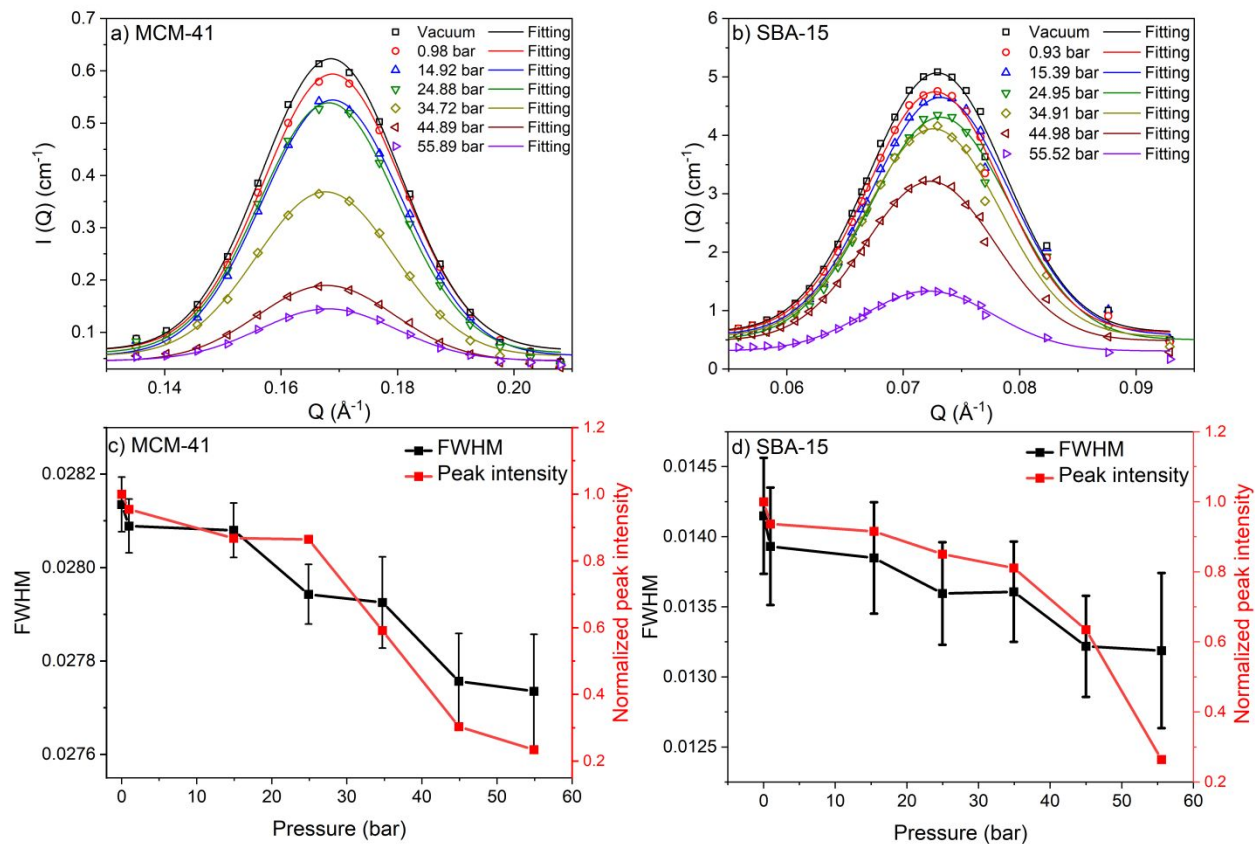 a) MCM-41
Vacuum Fitting
0.98 bar Fitting
14.92 bar Fitting
24.88 bar Fitting
34.72 bar Fitting
44.89 bar Fitting
55.89 bar Fitting
0.7
0.6
0.5
0.4
0.3
0.2
0.1
I (Q) (cm⁻¹)
0.14 0.16 0.18 0.20
Q (Å⁻¹)
b) SBA-15
Vacuum Fitting
0.93 bar Fitting
15.39 bar Fitting
24.95 bar Fitting
34.91 bar Fitting
44.98 bar Fitting
55.52 bar Fitting
6
5
4
3
2
1
0
I (Q) (cm⁻¹)
0.06 0.07 0.08 0.09
Q (Å⁻¹)
c) MCM-41
FWHM
Peak intensity
0.0282
0.0280
0.0278
0.0276
FWHM
1.2
1.0
0.8
0.6
0.4
0.2
Normalized peak intensity
0 10 20 30 40 50 60
Pressure (bar)
d) SBA-15
FWHM
Peak intensity
0.0145
0.0140
0.0135
0.0130
0.0125
FWHM
1.2
1.0
0.8
0.6
0.4
0.2
Normalized peak intensity
0 10 20 30 40 50 60
Pressure (bar)